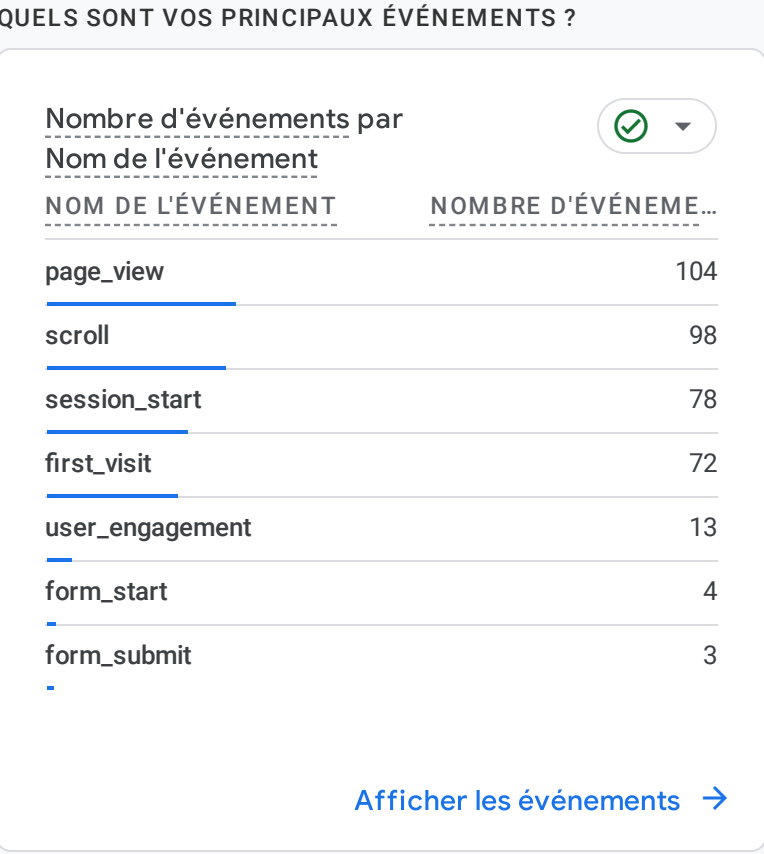 QUELS SONT VOS PRINCIPAUX ÉVÉNEMENTS ?
Nombre d'événements par
Nom de l'événement
NOM DE L'ÉVÉNEMENT NOMBRE D'ÉVÉNEME...
page_view 104
scroll 98
session_start 78
first_visit 72
user_engagement 13
form_start 4
form_submit 3
Afficher les événements →